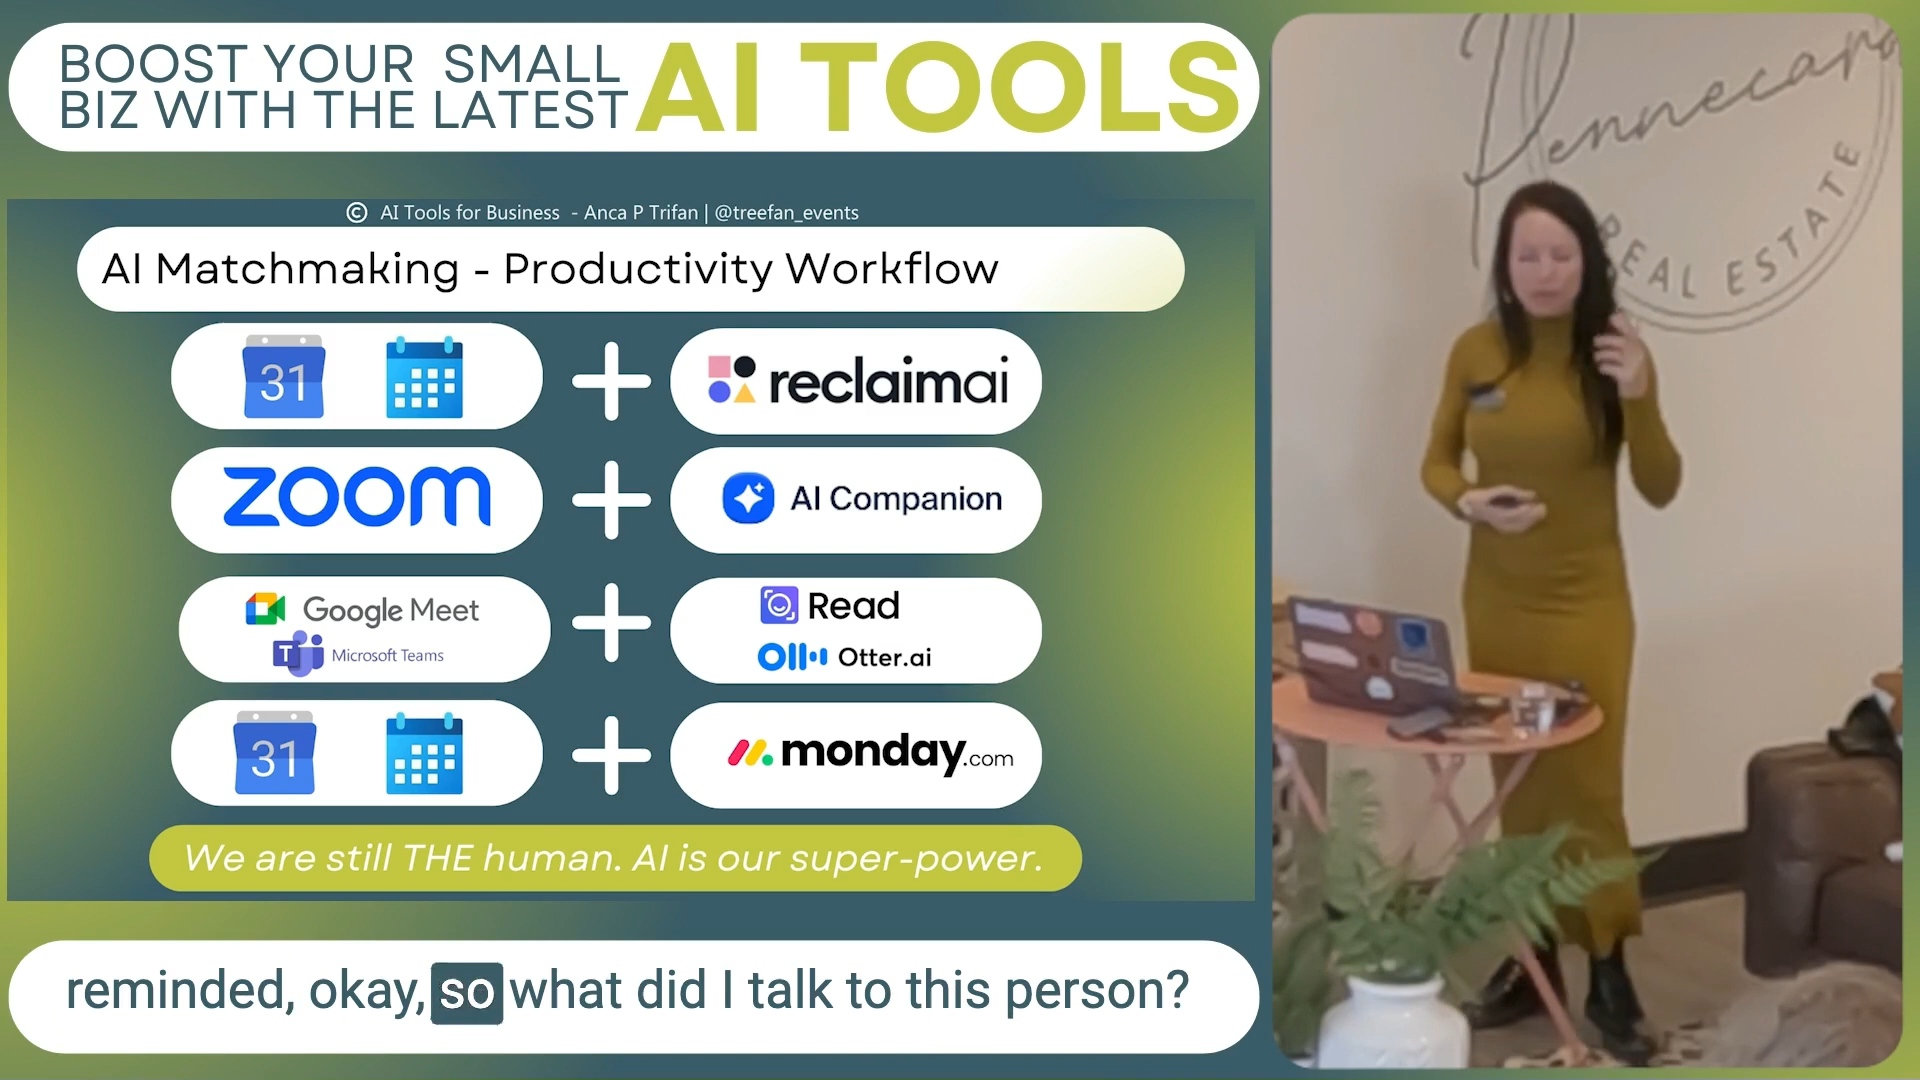 BOOST YOUR SMALL
BIZ WITH THE LATEST
AI TOOLS
© AI Tools for Business - Anca P Trifan | @treefan_events
AI Matchmaking - Productivity Workflow
31
reclaimai
zoom
AI Companion
Google Meet
T Microsoft Teams
Read
Otter.ai
31
monday.com
We are still THE human. AI is our super-power.
reminded, okay, so what did I talk to this person?
Pennecard
REAL ESTATE